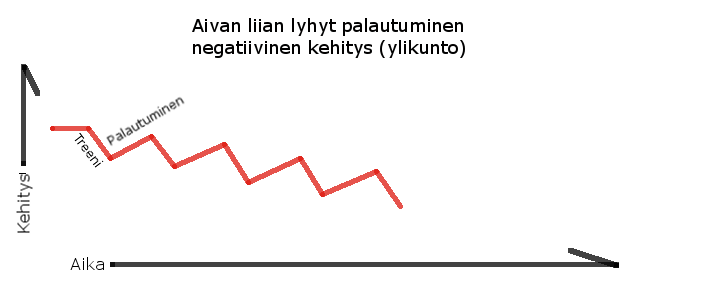 Aivan liian lyhyt palautuminen
negatiivinen kehitys (ylikunto)
Palautuminen
Treeni
Kehitys
Aika